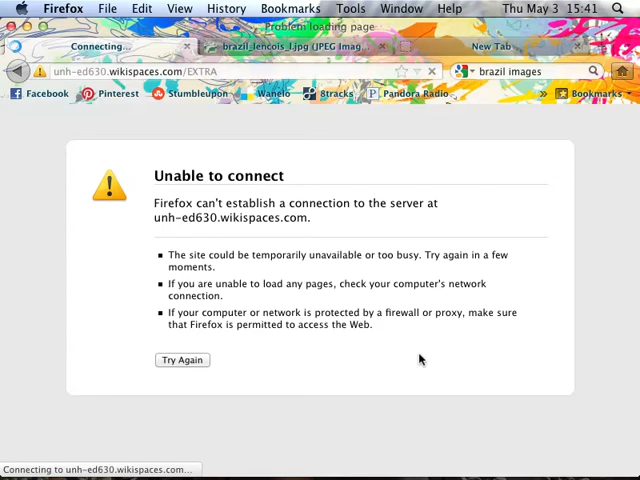 Firefox File Edit View History Bookmarks Tools Window Help Thu May 3 15:41
Problem loading page
Connecting... brazil_lencois_l.jpg (JPEG Imag... New Tab
unh-ed630.wikispaces.com/EXTRA brazil images
Facebook Pinterest Stumbleupon Wanelo 8tracks Pandora Radio Bookmarks
Unable to connect
Firefox can't establish a connection to the server at
unh-ed630.wikispaces.com.
The site could be temporarily unavailable or too busy. Try again in a few
moments.
If you are unable to load any pages, check your computer's network
connection.
If your computer or network is protected by a firewall or proxy, make sure
that Firefox is permitted to access the Web.
Try Again
Connecting to unh-ed630.wikispaces.com...